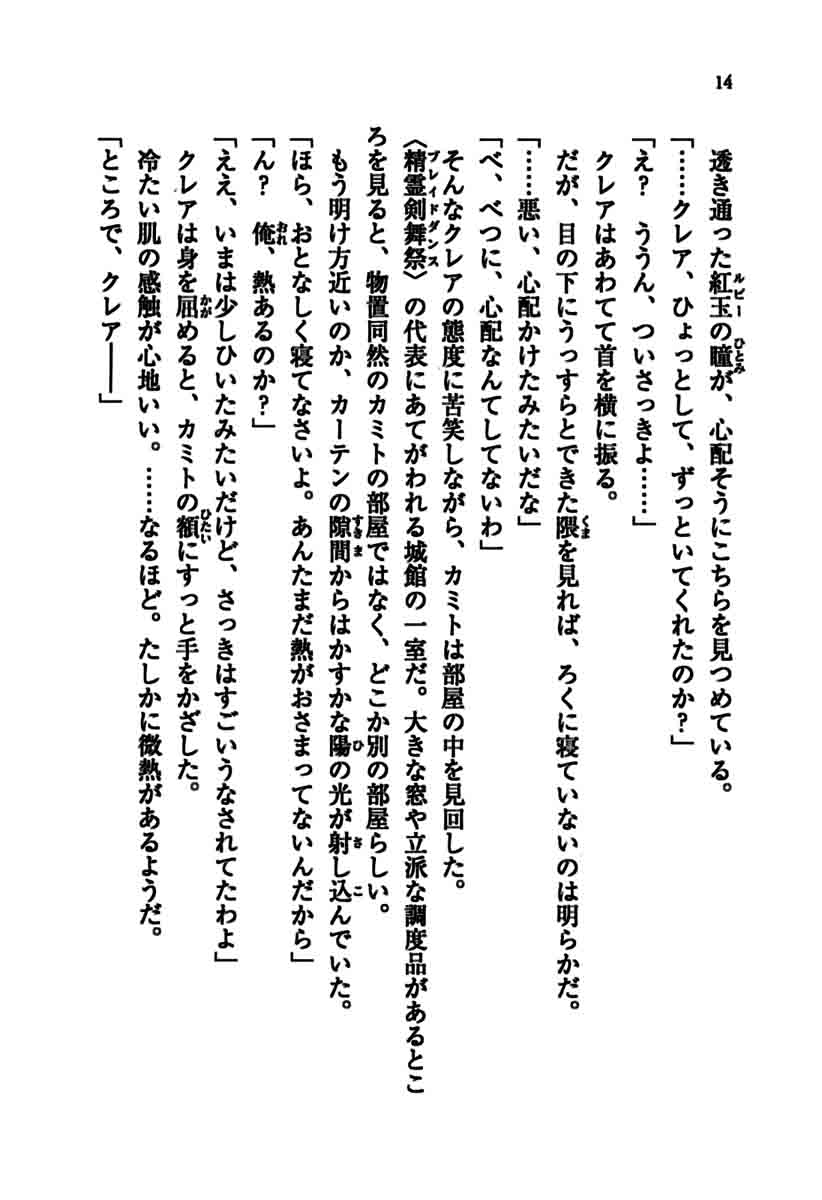 14
透き通った紅玉の瞳が、心配そうにこちらを見つめている。
「……クレア、ひょっとして、ずっといてくれたのか？」
「え？　ううん、ついさっきよ……」
クレアはあわてて首を横に振る。
だが、目の下にうっすらとできた隈を見れば、ろくに寝ていないのは明らかだ。
「……悪い、心配かけたみたいだな」
「べ、べつに、心配なんてしてないわ」
そんなクレアの態度に苦笑しながら、カミトは部屋の中を見回した。
〈精霊剣舞祭〉の代表にあてがわれる城館の一室だ。大きな窓や立派な調度品があるとこ
ろを見ると、物置同然のカミトの部屋ではなく、どこか別の部屋らしい。
もう明け方近いのか、カーテンの隙間からはかすかな陽の光が射し込んでいた。
「ほら、おとなしく寝てなさいよ。あんたまだ熱がおさまってないんだから」
「ん？　俺、熱あるのか？」
「ええ、いまは少しひいたみたいだけど、さっきはすごいうなされてたわよ」
クレアは身を屈めると、カミトの額にすっと手をかざした。
冷たい肌の感触が心地いい。……なるほど。たしかに微熱があるようだ。
「ところで、クレア――」